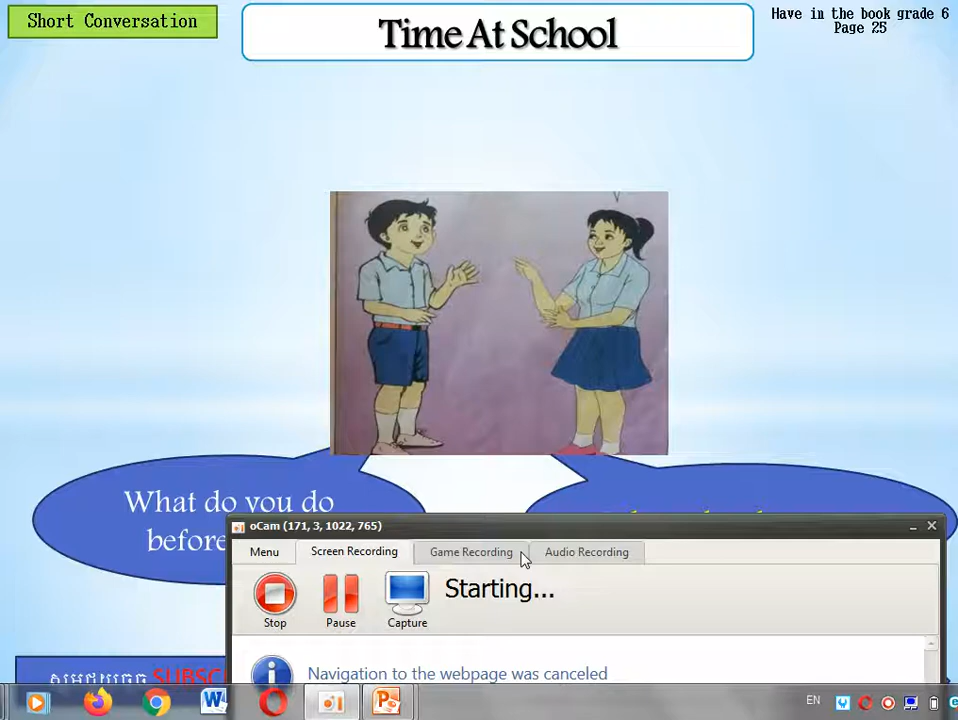 Short Conversation
Time At School
Have in the book grade 6
Page 25
What do you do
before
oCam (171, 3, 1022, 765)
Menu
Screen Recording
Game Recording
Audio Recording
Starting...
Stop
Pause
Capture
Navigation to the webpage was canceled
EN